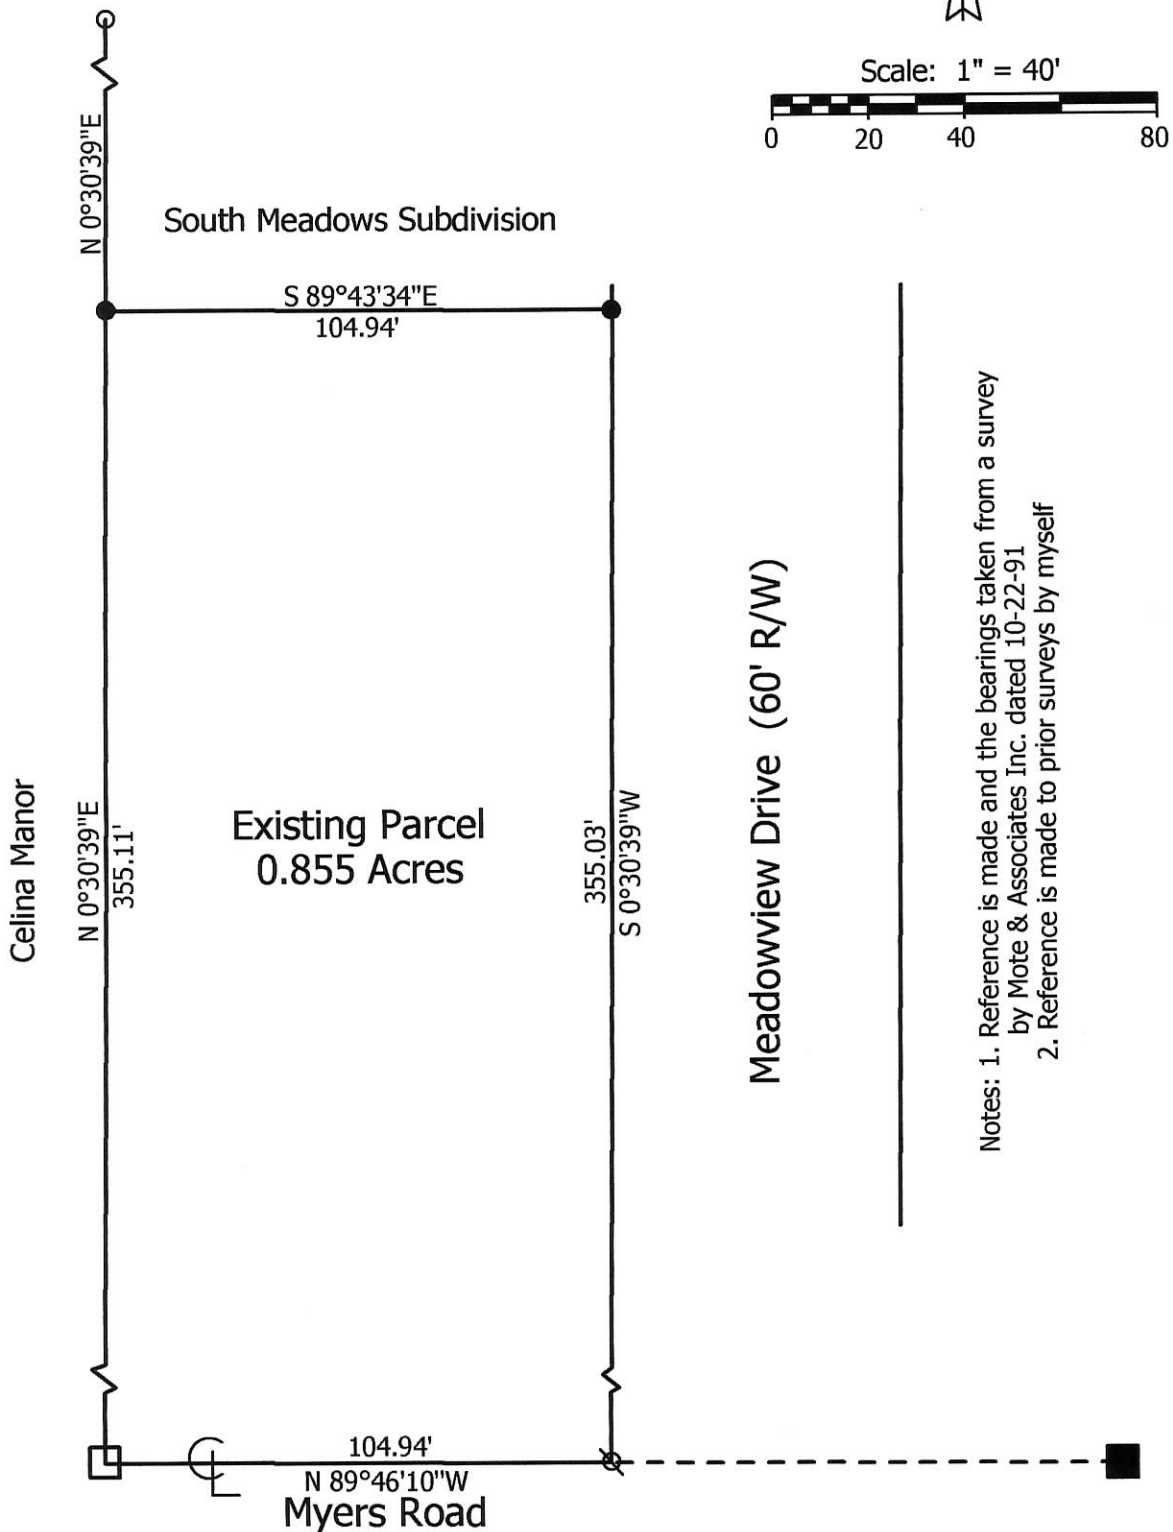 Scale: 1" = 40'
0 20 40 80
N 0°30'39"E
South Meadows Subdivision
S 89°43'34"E
104.94'
Celina Manor
N 0°30'39"E
355.11'
Existing Parcel
0.855 Acres
355.03'
S 0°30'39"W
Meadowview Drive (60' R/W)
Notes: 1. Reference is made and the bearings taken from a survey
by Mote & Associates Inc. dated 10-22-91
2. Reference is made to prior surveys by myself
104.94'
N 89°46'10"W
Myers Road